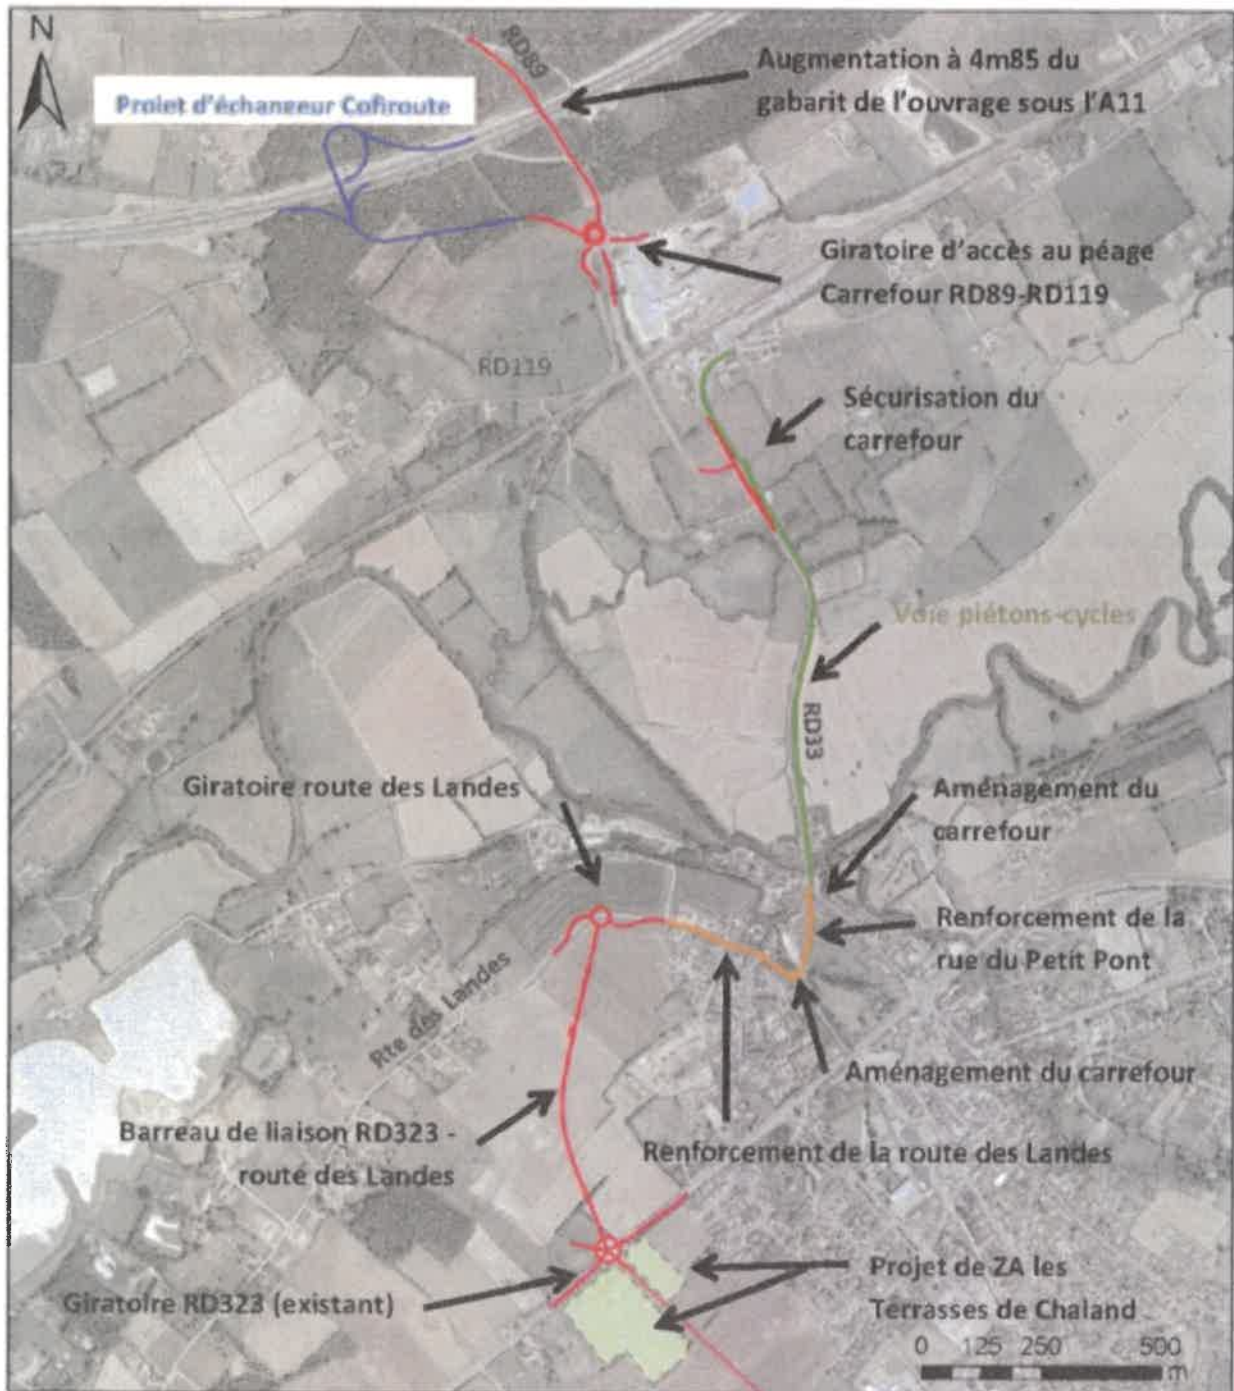 N
RD89
Augmentation à 4m85 du
gabarit de l'ouvrage sous l'A11
Projet d'échangeur Cofiroute
Giratoire d'accès au péage
Carrefour RD89-RD119
RD119
Sécurisation du
carrefour
Voie piétons-cycles
RD33
Giratoire route des Landes
Aménagement du
carrefour
Renforcement de la
rue du Petit Pont
Rte des Landes
Aménagement du carrefour
Barreau de liaison RD323 -
route des Landes
Renforcement de la route des Landes
Projet de ZA les
Terrasses de Chaland
Giratoire RD323 (existant)
0 125 250 500
m